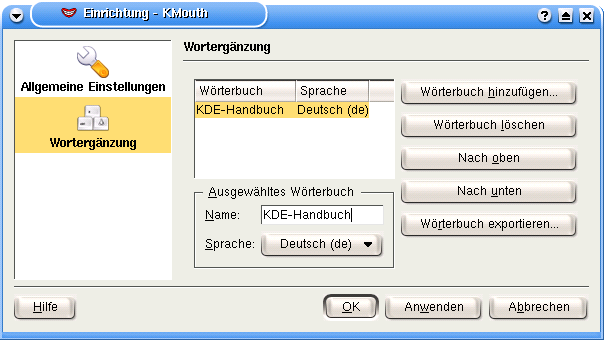 Einrichtung - KMouth
?
Allgemeine Einstellungen
Wortergänzung
Wortergänzung
Wörterbuch Sprache
KDE-Handbuch Deutsch (de)
Ausgewähltes Wörterbuch
Name: KDE-Handbuch
Sprache: Deutsch (de)
Wörterbuch hinzufügen...
Wörterbuch löschen
Nach oben
Nach unten
Wörterbuch exportieren...
Hilfe OK Anwenden Abbrechen